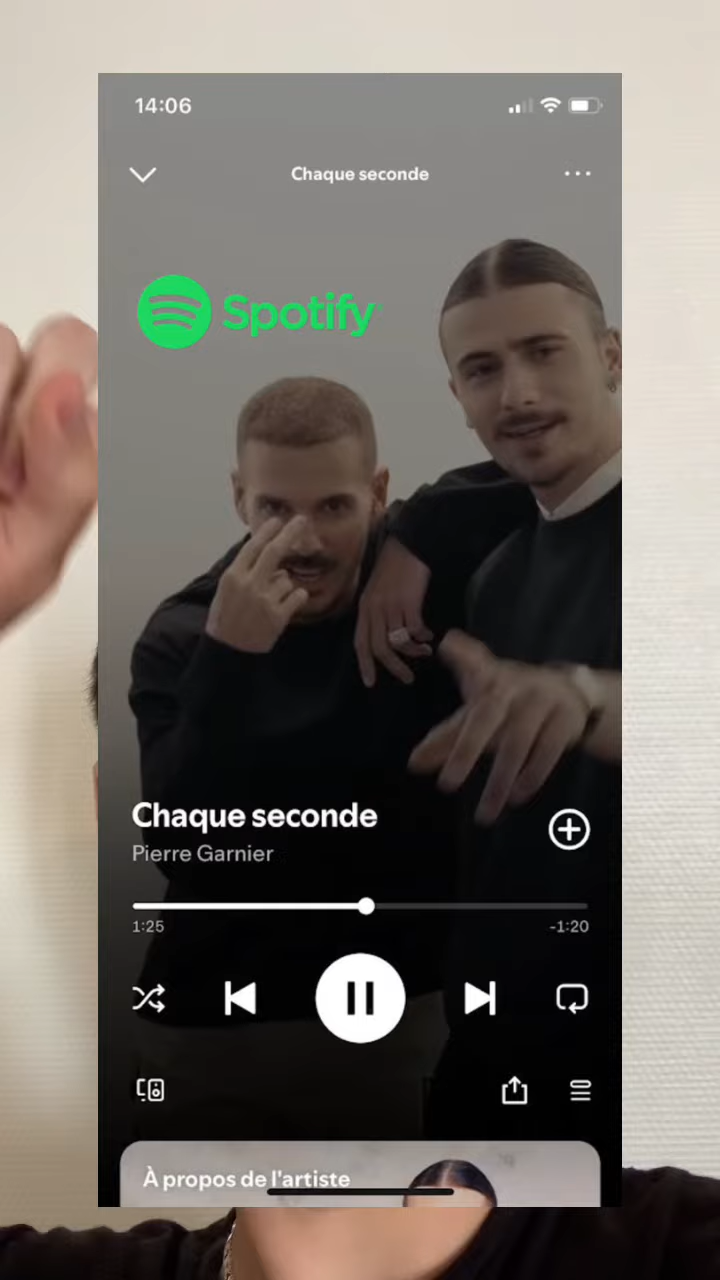 14:06
Chaque seconde
Spotify
Chaque seconde
Pierre Garnier
1:25
-1:20
À propos de l'artiste